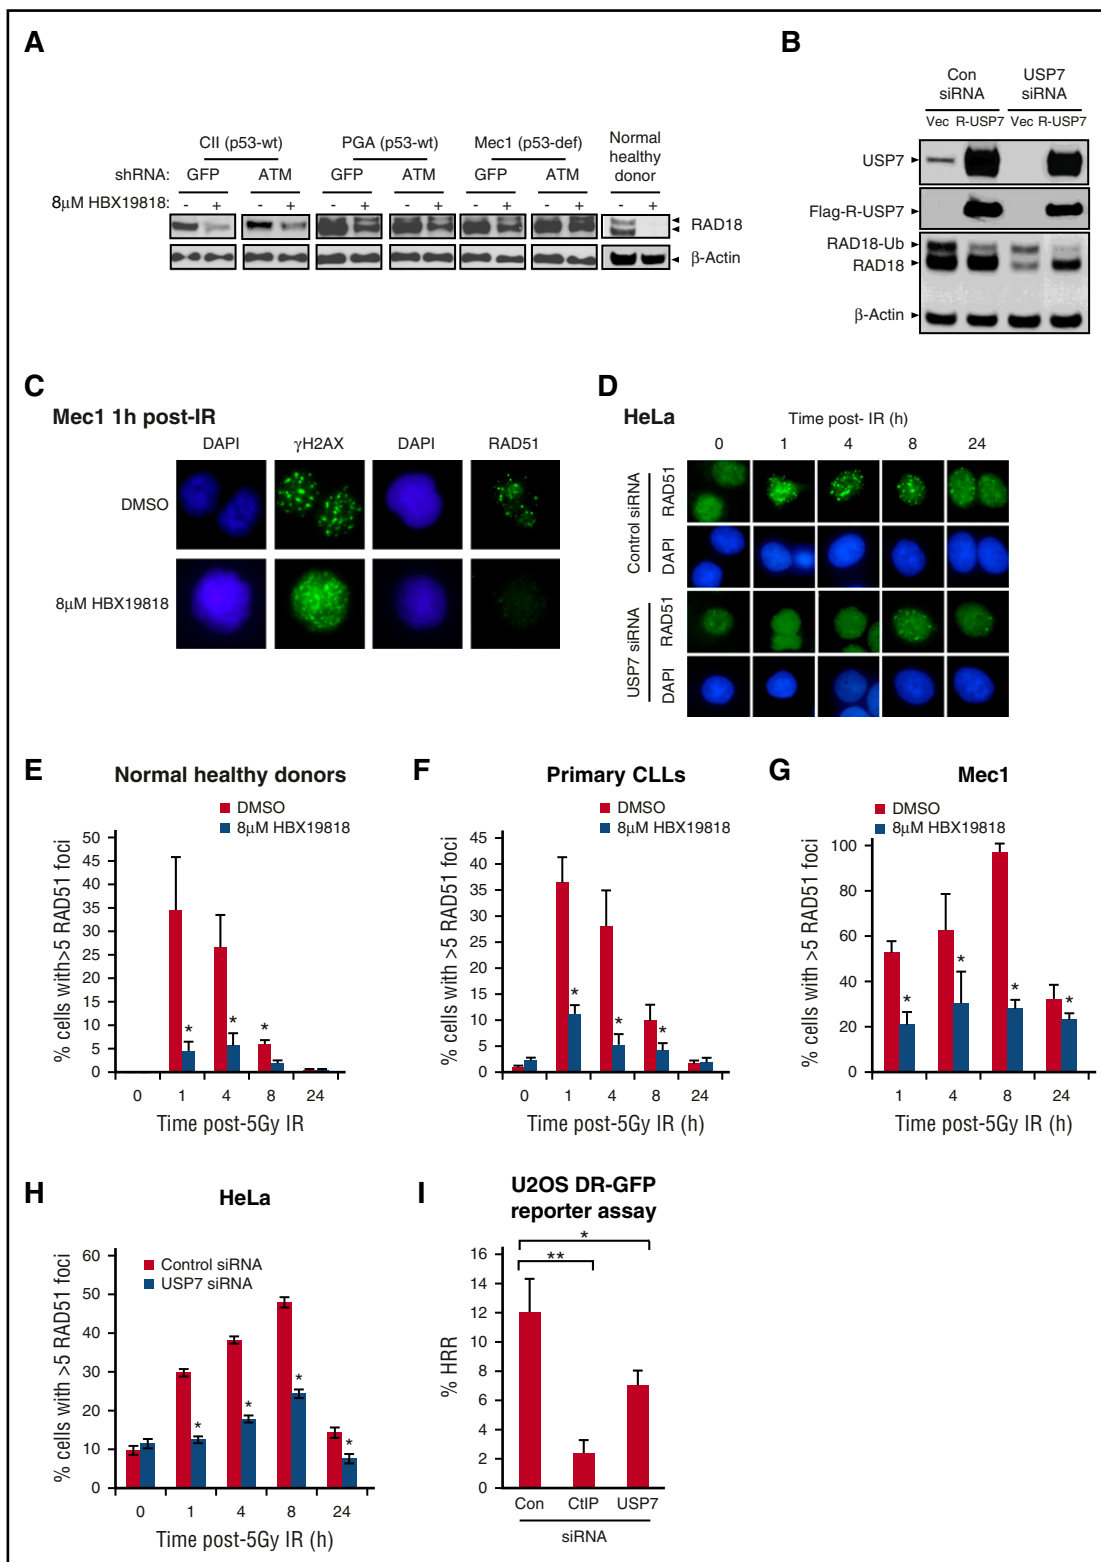 A
CII (p53-wt) PGA (p53-wt) Mec1 (p53-def) Normal healthy donor
shRNA: GFP ATM GFP ATM GFP ATM
8μM HBX19818: - + - + - + - + - + - + - +
RAD18
β-Actin
B
Con siRNA USP7 siRNA
Vec R-USP7 Vec R-USP7
USP7
Flag-R-USP7
RAD18-Ub
RAD18
β-Actin
C
Mec1 1h post-IR
DAPI γH2AX DAPI RAD51
DMSO
8μM HBX19818
D
HeLa Time post- IR (h)
0 1 4 8 24
Control siRNA
RAD51
DAPI
USP7 siRNA
RAD51
DAPI
E
Normal healthy donors
DMSO
8μM HBX19818
% cells with>5 RAD51 foci
50
45
40
35
30
25
20
15
10
5
0
* * *
0 1 4 8 24
Time post-5Gy IR
F
Primary CLLs
DMSO
8μM HBX19818
% cells with >5 RAD51 foci
45
40
35
30
25
20
15
10
5
0
* * *
0 1 4 8 24
Time post-5Gy IR (h)
G
Mec1
DMSO
8μM HBX19818
% cells with >5 RAD51 foci
100
80
60
40
20
0
* * * *
1 4 8 24
Time post-5Gy IR (h)
H
HeLa
Control siRNA
USP7 siRNA
% cells with >5 RAD51 foci
60
50
40
30
20
10
0
* * * *
0 1 4 8 24
Time post-5Gy IR (h)
I
U2OS DR-GFP
reporter assay
*
**
% HRR
16
14
12
10
8
6
4
2
0
Con CtIP USP7
siRNA